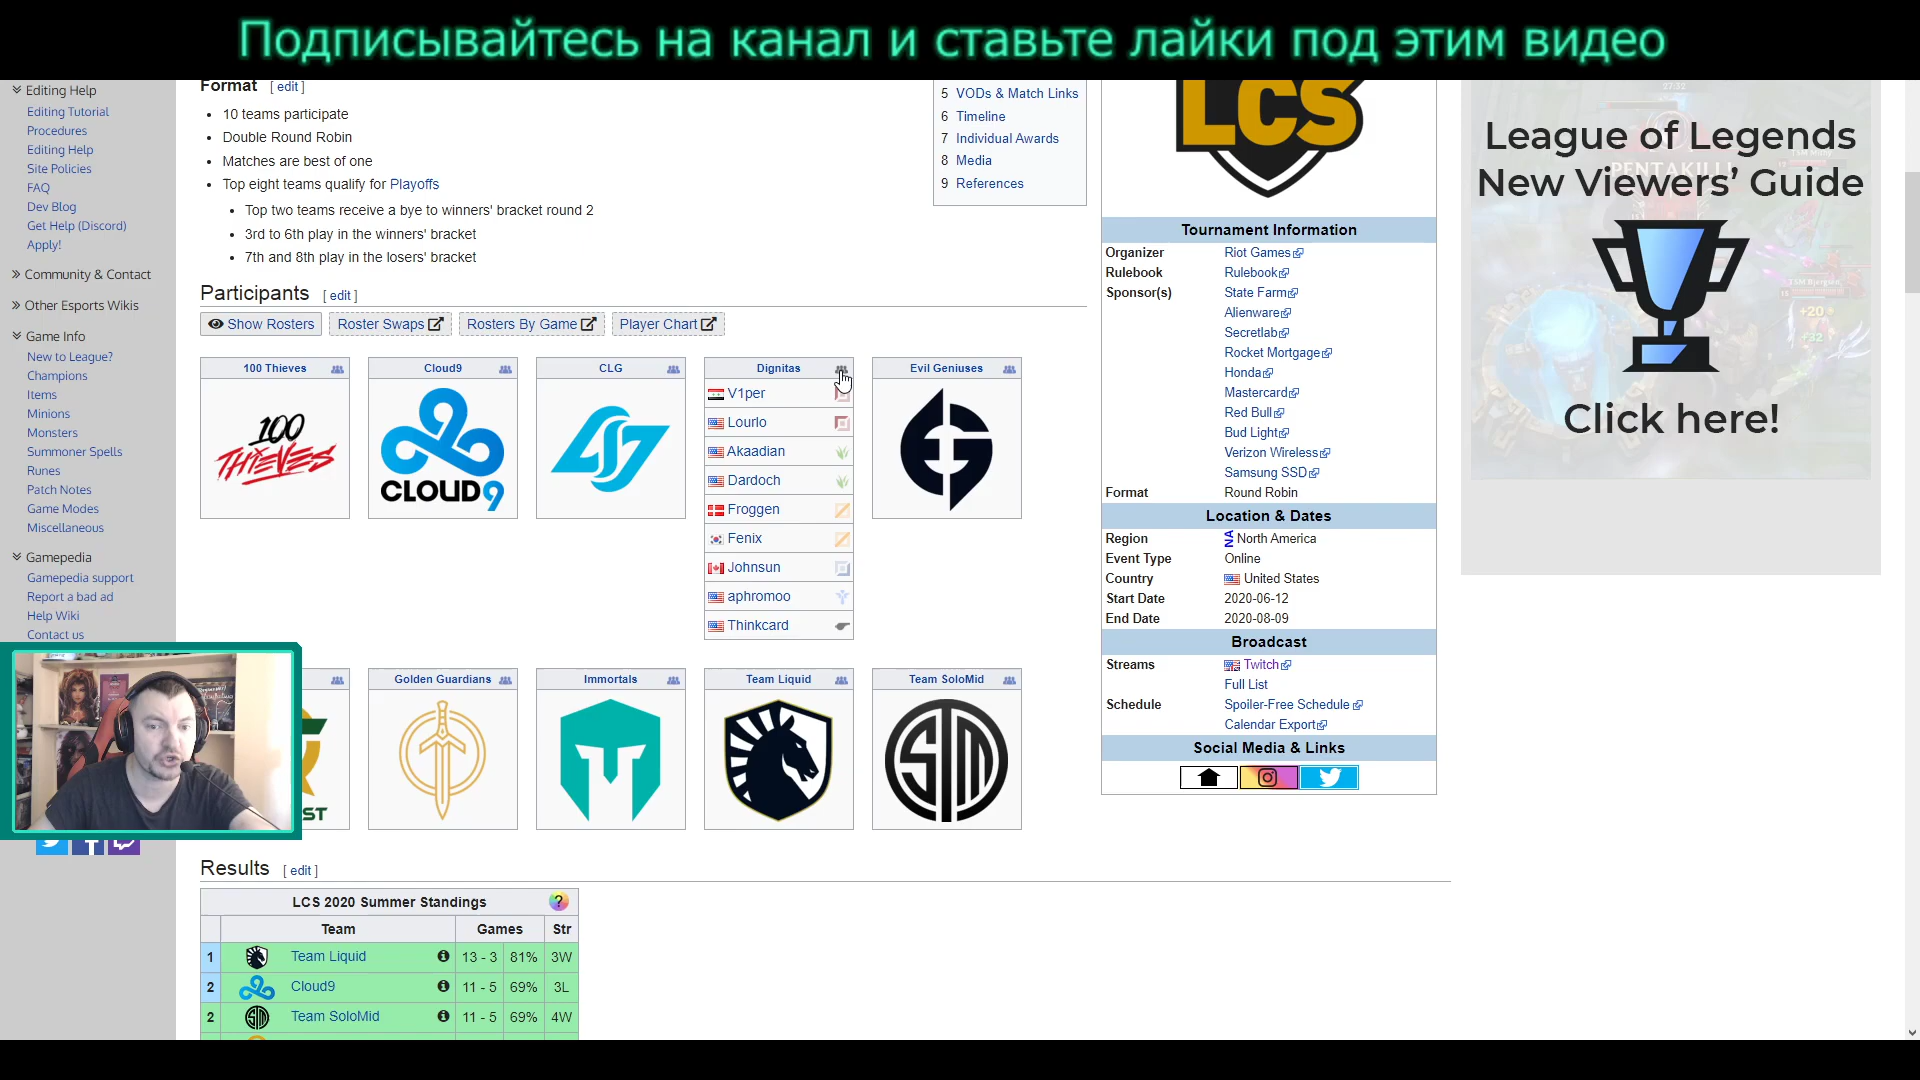 Подписывайтесь на канал и ставьте лайки под этим видео
Editing Help
Editing Tutorial
Procedures
Editing Help
Site Policies
FAQ
Dev Blog
Get Help (Discord)
Apply!
Community & Contact
Other Esports Wikis
Game Info
New to League?
Champions
Items
Minions
Monsters
Summoner Spells
Runes
Patch Notes
Game Modes
Miscellaneous
Gamepedia
Gamepedia support
Report a bad ad
Help Wiki
Contact us
Format [ edit ]
10 teams participate
Double Round Robin
Matches are best of one
Top eight teams qualify for Playoffs
Top two teams receive a bye to winners' bracket round 2
3rd to 6th play in the winners' bracket
7th and 8th play in the losers' bracket
5 VODs & Match Links
6 Timeline
7 Individual Awards
8 Media
9 References
Participants [ edit ]
Show Rosters Roster Swaps Rosters By Game Player Chart
100 Thieves Cloud9 CLG Dignitas Evil Geniuses
100 THIEVES
CLOUD9
V1per
Lourlo
Akaadian
Dardoch
Froggen
Fenix
Johnsun
aphromoo
Thinkcard
Golden Guardians Immortals Team Liquid Team SoloMid
ST
TSM
Results [ edit ]
LCS 2020 Summer Standings ?
Team Games Str
1 Team Liquid 13 - 3 81% 3W
2 Cloud9 11 - 5 69% 3L
2 Team SoloMid 11 - 5 69% 4W
LCS
Tournament Information
Organizer Riot Games
Rulebook Rulebook
Sponsor(s) State Farm
Alienware
Secretlab
Rocket Mortgage
Honda
Mastercard
Red Bull
Bud Light
Verizon Wireless
Samsung SSD
Format Round Robin
Location & Dates
Region NA North America
Event Type Online
Country United States
Start Date 2020-06-12
End Date 2020-08-09
Broadcast
Streams Twitch
Full List
Schedule Spoiler-Free Schedule
Calendar Export
Social Media & Links
27:32
League of Legends
PENTAKILL
New Viewers' Guide
+20
+32
Click here!